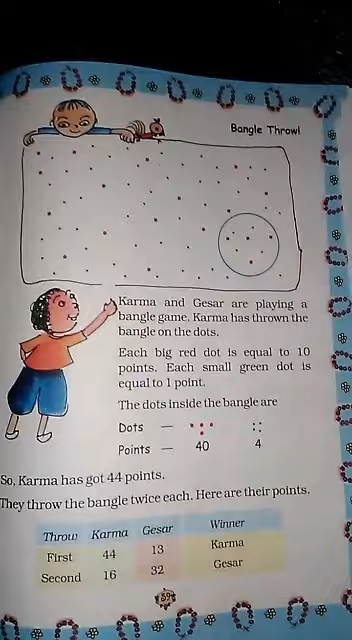 Bangle Throw!
Karma and Gesar are playing a
bangle game. Karma has thrown the
bangle on the dots.
Each big red dot is equal to 10
points. Each small green dot is
equal to 1 point.
The dots inside the bangle are
Dots —
Points — 40 4
So, Karma has got 44 points.
They throw the bangle twice each. Here are their points.
Throw Karma Gesar Winner
First 44 13 Karma
Second 16 32 Gesar
59